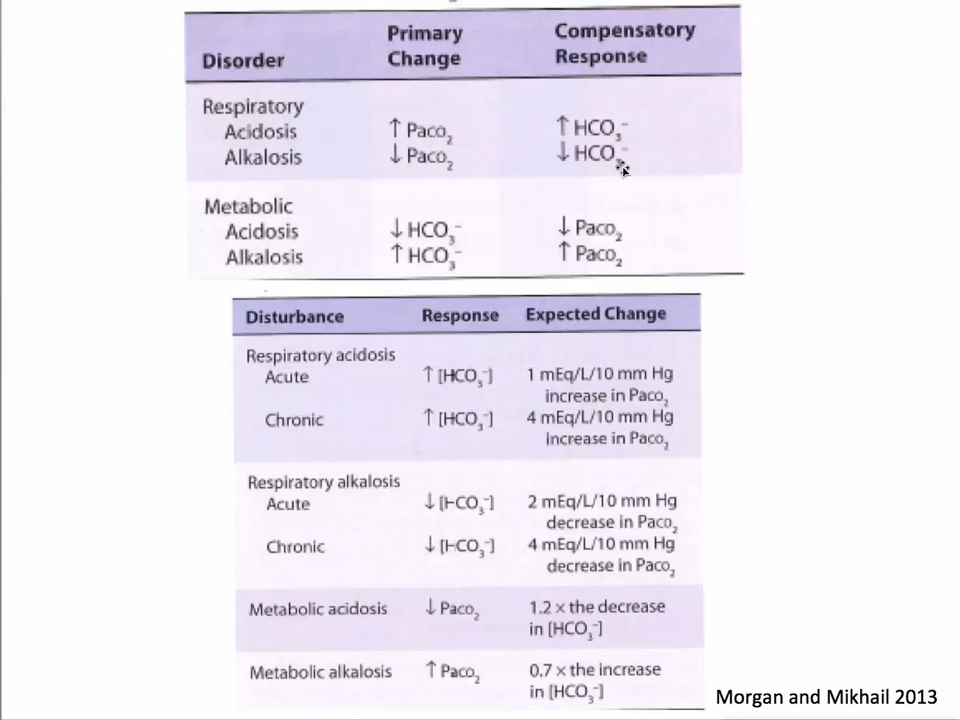 Disorder Primary Change Compensatory Response
Respiratory
Acidosis ↑ Paco₂ ↑ HCO₃⁻
Alkalosis ↓ Paco₂ ↓ HCO₃⁻
Metabolic
Acidosis ↓ HCO₃⁻ ↓ Paco₂
Alkalosis ↑ HCO₃⁻ ↑ Paco₂
Disturbance Response Expected Change
Respiratory acidosis
Acute ↑ [HCO₃⁻] 1 mEq/L/10 mm Hg
increase in Paco₂
Chronic ↑ [HCO₃⁻] 4 mEq/L/10 mm Hg
increase in Paco₂
Respiratory alkalosis
Acute ↓ [HCO₃⁻] 2 mEq/L/10 mm Hg
decrease in Paco₂
Chronic ↓ [HCO₃⁻] 4 mEq/L/10 mm Hg
decrease in Paco₂
Metabolic acidosis ↓ Paco₂ 1.2 × the decrease
in [HCO₃⁻]
Metabolic alkalosis ↑ Paco₂ 0.7 × the increase
in [HCO₃⁻]
Morgan and Mikhail 2013